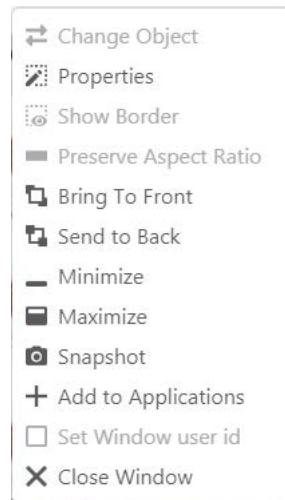 Change Object
Properties
Show Border
Preserve Aspect Ratio
Bring To Front
Send to Back
Minimize
Maximize
Snapshot
Add to Applications
Set Window user id
Close Window